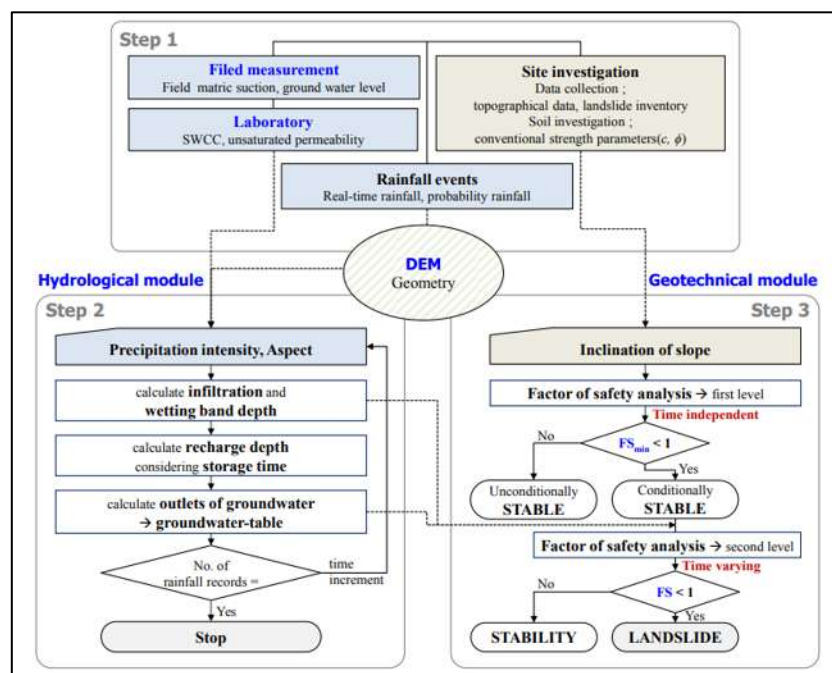 Step 1
Filed measurement
Field matric suction, ground water level
Laboratory
SWCC, unsaturated permeability
Site investigation
Data collection ;
topographical data, landslide inventory
Soil investigation ;
conventional strength parameters(c, ϕ)
Rainfall events
Real-time rainfall, probability rainfall
DEM
Geometry
Hydrological module
Geotechnical module
Step 2
Precipitation intensity, Aspect
calculate infiltration and
wetting band depth
calculate recharge depth
considering storage time
calculate outlets of groundwater
→ groundwater-table
No. of
rainfall records =
time
increment
Yes
Stop
Step 3
Inclination of slope
Factor of safety analysis → first level
Time independent
No
FSmin < 1
Yes
Unconditionally
STABLE
Conditionally
STABLE
Factor of safety analysis → second level
Time varying
No
FS < 1
Yes
STABILITY
LANDSLIDE